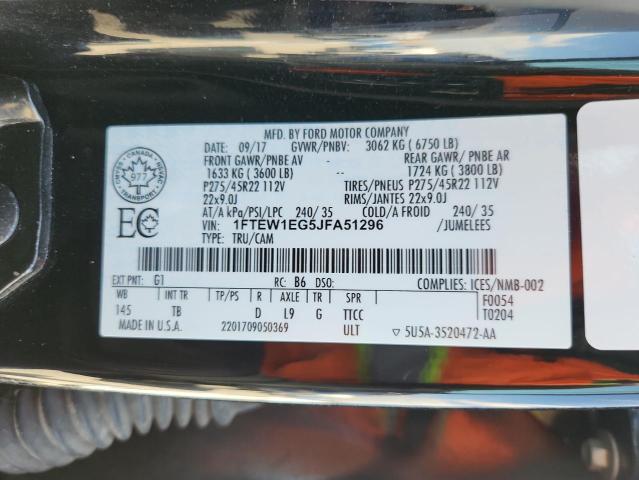 MFD. BY FORD MOTOR COMPANY
DATE: 09/17 GVWR/PNBV: 3062 KG ( 6750 LB)
FRONT GAWR/PNBE AV REAR GAWR/ PNBE AR
1633 KG ( 3600 LB) 1724 KG ( 3800 LB)
P275/45R22 112V TIRES/PNEUS P275/45R22 112V
22x9.0J RIMS/JANTES 22x9.0J
AT/A kPa/PSI/LPC 240/ 35 COLD/A FROID 240/ 35
VIN: 1FTEW1EG5JFA51296 /JUMELEES
TYPE: TRU/CAM
CANADA
TRANSPORT
977
EC
EXT PNT: G1 RC: B6 DSO: COMPLIES: ICES/NMB-002
WB INT TR TP/PS R AXLE TR SPR F0054
145 TB D L9 G TTCC T0204
MADE IN U.S.A. 2201709050369 ULT ▽ 5U5A-3520472-AA